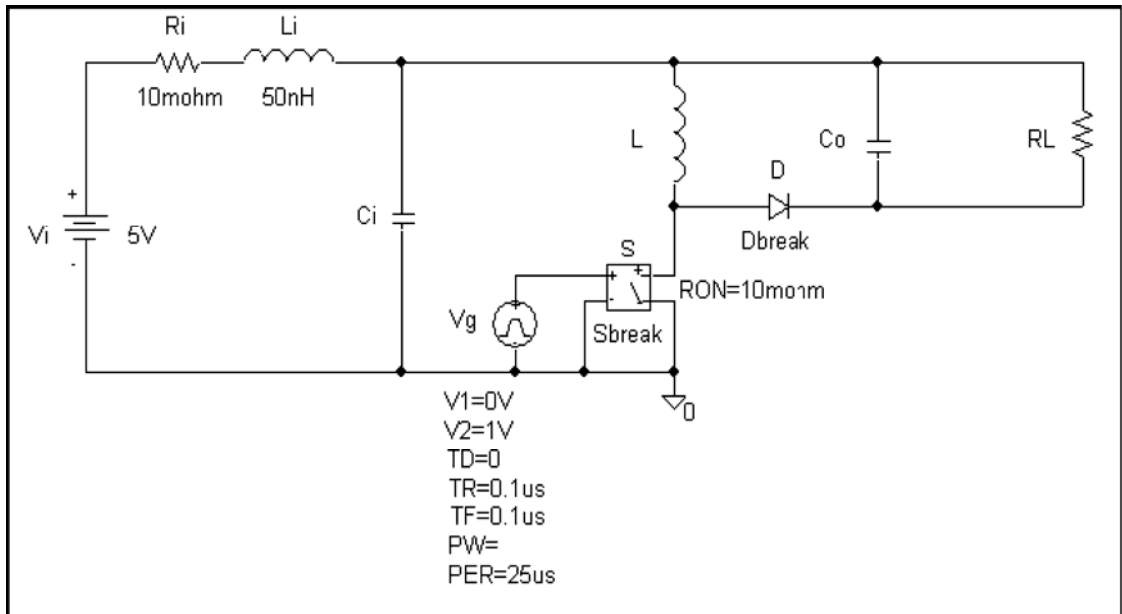 Ri
Li
10mohm
50nH
L
Co
RL
D
+
Vi
5V
-
Ci
Dbreak
S
+
+
-
RON=10mohm
Vg
+
-
Sbreak
0
V1=0V
V2=1V
TD=0
TR=0.1us
TF=0.1us
PW=
PER=25us